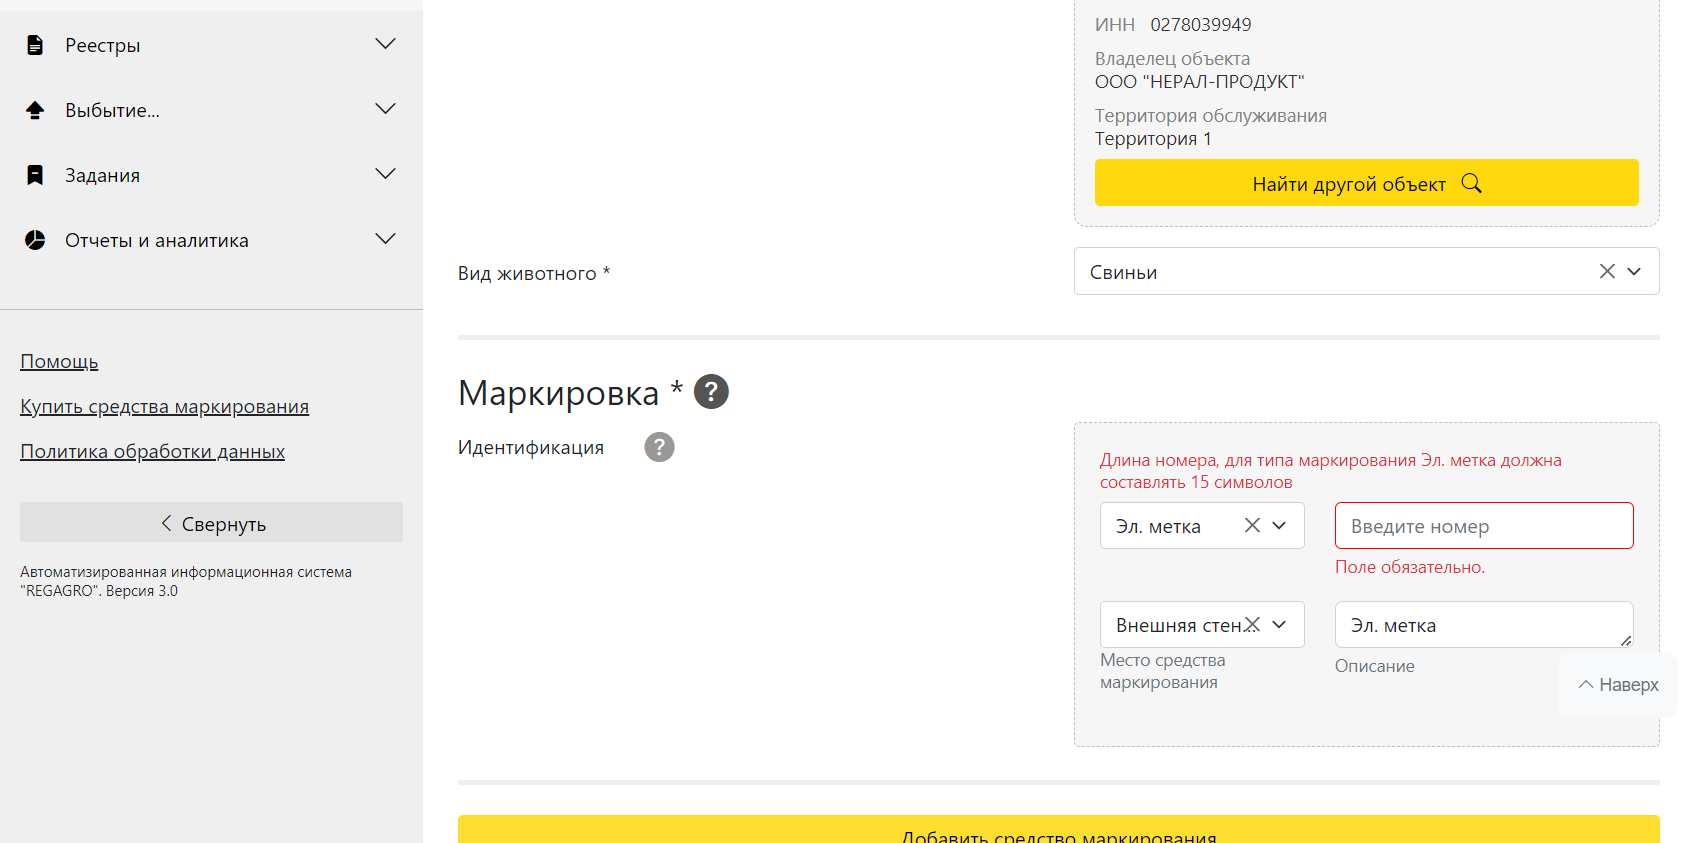 Реестры
Выбытие...
Задания
Отчеты и аналитика
Помощь
Купить средства маркирования
Политика обработки данных
Свернуть
Автоматизированная информационная система
"REGAGRO". Версия 3.0
ИНН 0278039949
Владелец объекта
ООО "НЕРАЛ-ПРОДУКТ"
Территория обслуживания
Территория 1
Найти другой объект
Вид животного *
Свиньи
Маркировка * ?
Идентификация ?
Длина номера, для типа маркирования Эл. метка должна
составлять 15 символов
Эл. метка
Введите номер
Поле обязательно.
Внешняя стен...
Эл. метка
Место средства
маркирования
Описание
Наверх
Добавить средство маркирования